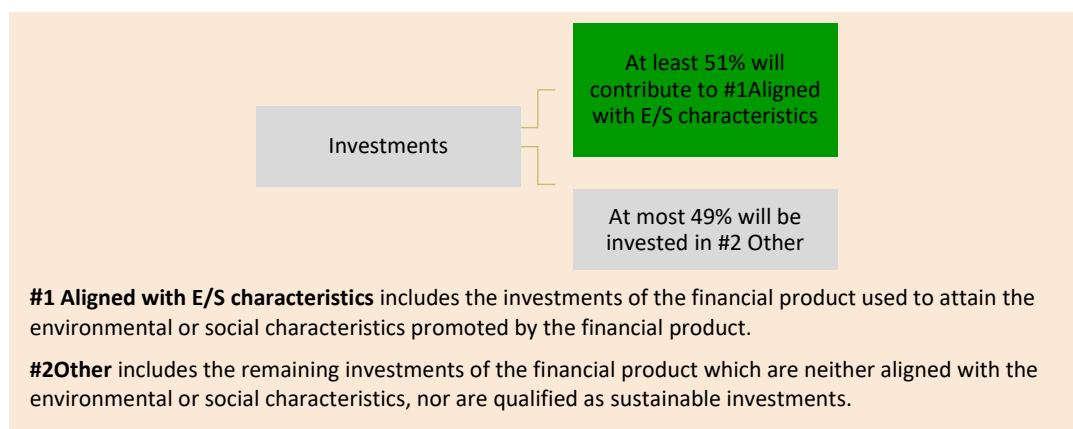 At least 51% will
contribute to #1Aligned
with E/S characteristics
Investments
At most 49% will be
invested in #2 Other
#1 Aligned with E/S characteristics includes the investments of the financial product used to attain the
environmental or social characteristics promoted by the financial product.
#2Other includes the remaining investments of the financial product which are neither aligned with the
environmental or social characteristics, nor are qualified as sustainable investments.